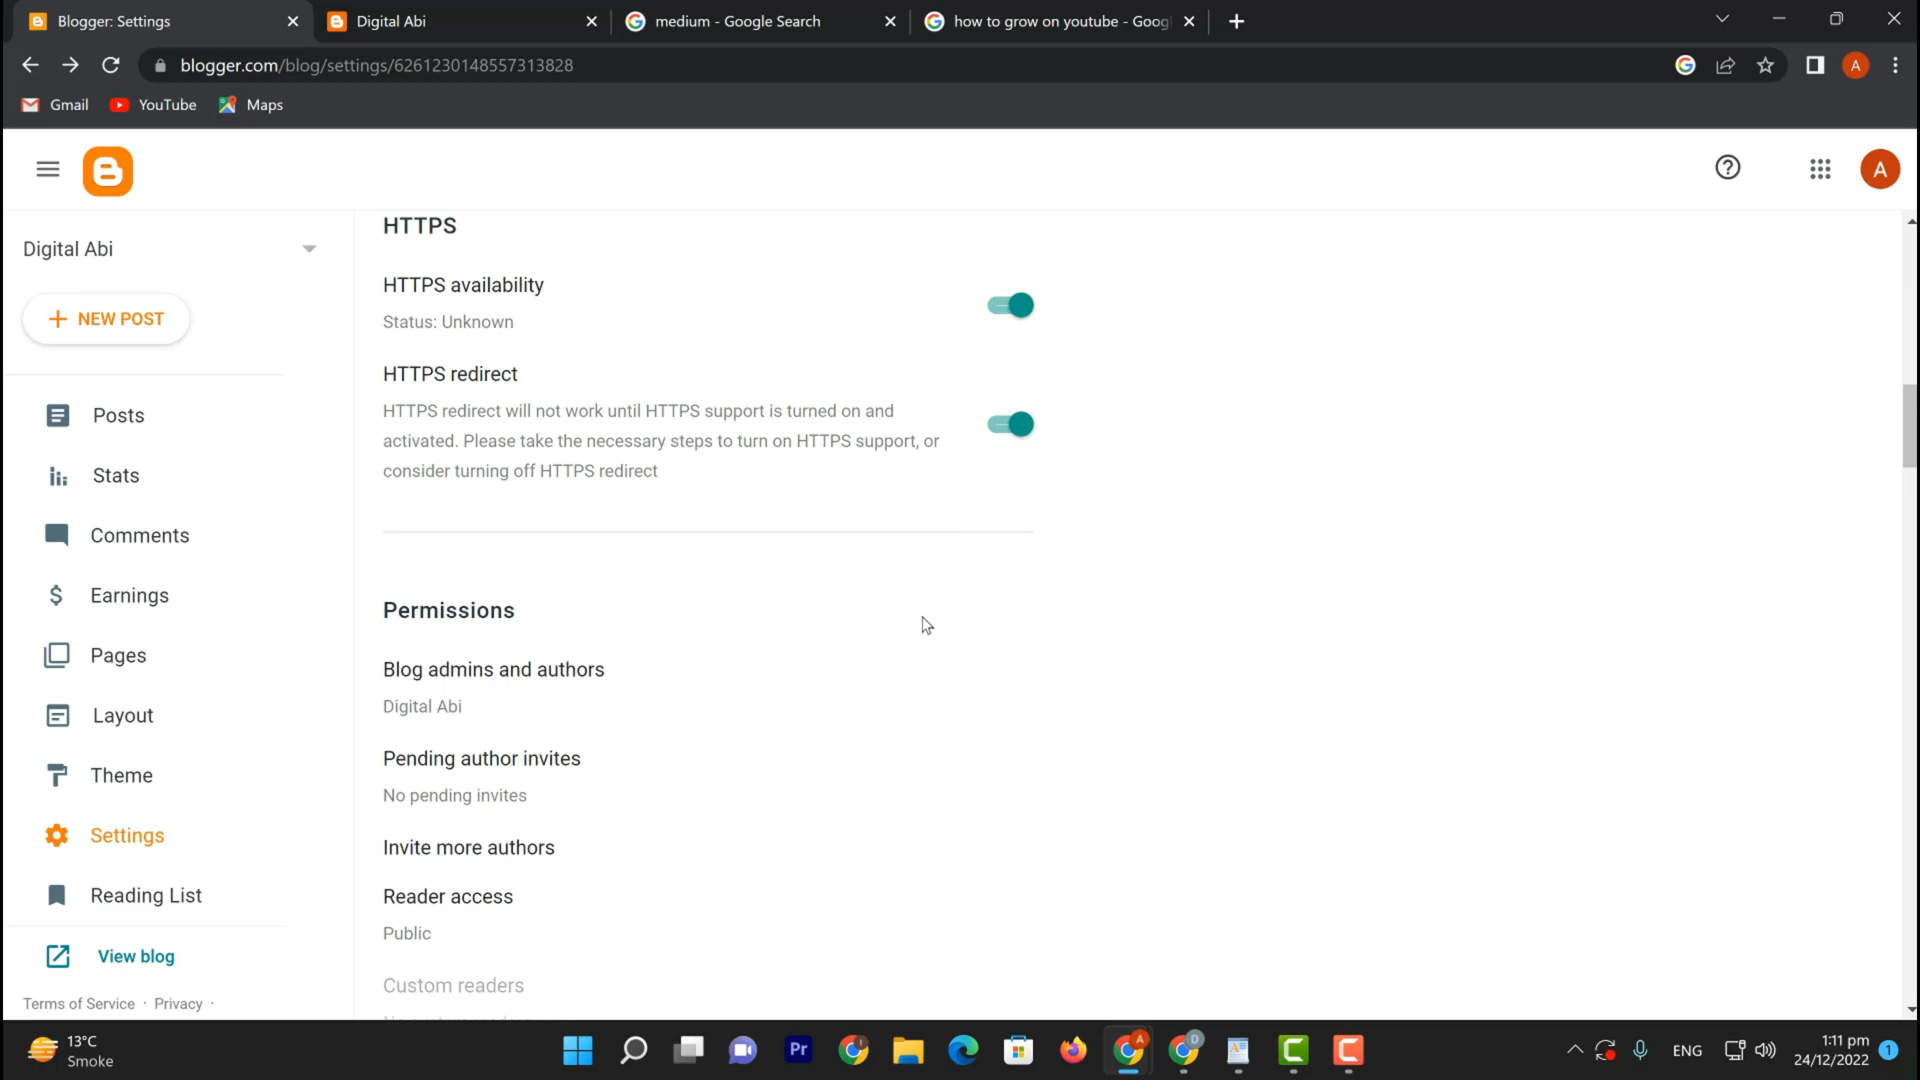 Blogger: Settings
Digital Abi
medium - Google Search
how to grow on youtube - Goog
blogger.com/blog/settings/6261230148557313828
A
Gmail
YouTube
Maps
A
Digital Abi
NEW POST
Posts
Stats
Comments
Earnings
Pages
Layout
Theme
Settings
Reading List
View blog
Terms of Service · Privacy ·
HTTPS
HTTPS availability
Status: Unknown
HTTPS redirect
HTTPS redirect will not work until HTTPS support is turned on and
activated. Please take the necessary steps to turn on HTTPS support, or
consider turning off HTTPS redirect
Permissions
Blog admins and authors
Digital Abi
Pending author invites
No pending invites
Invite more authors
Reader access
Public
Custom readers
13°C
Smoke
Pr
A
D
ENG
1:11 pm
24/12/2022
1